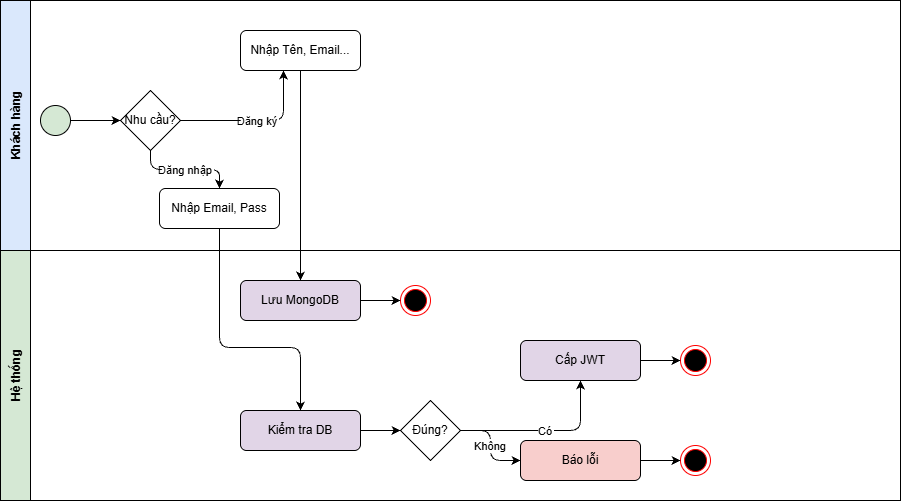 Khách hàng
Nhập Tên, Email...
Nhu cầu?
Đăng ký
Đăng nhập
Nhập Email, Pass
Hệ thống
Lưu MongoDB
Cấp JWT
Kiểm tra DB
Đúng?
Có
Không
Báo lỗi